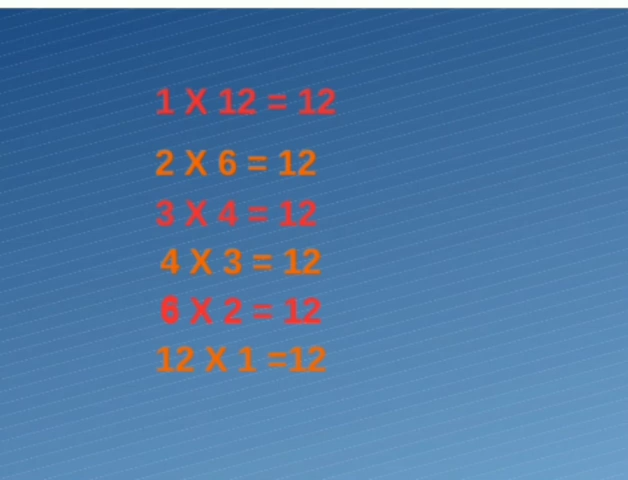 1 X 12 = 12
2 X 6 = 12
3 X 4 = 12
4 X 3 = 12
6 X 2 = 12
12 X 1 =12